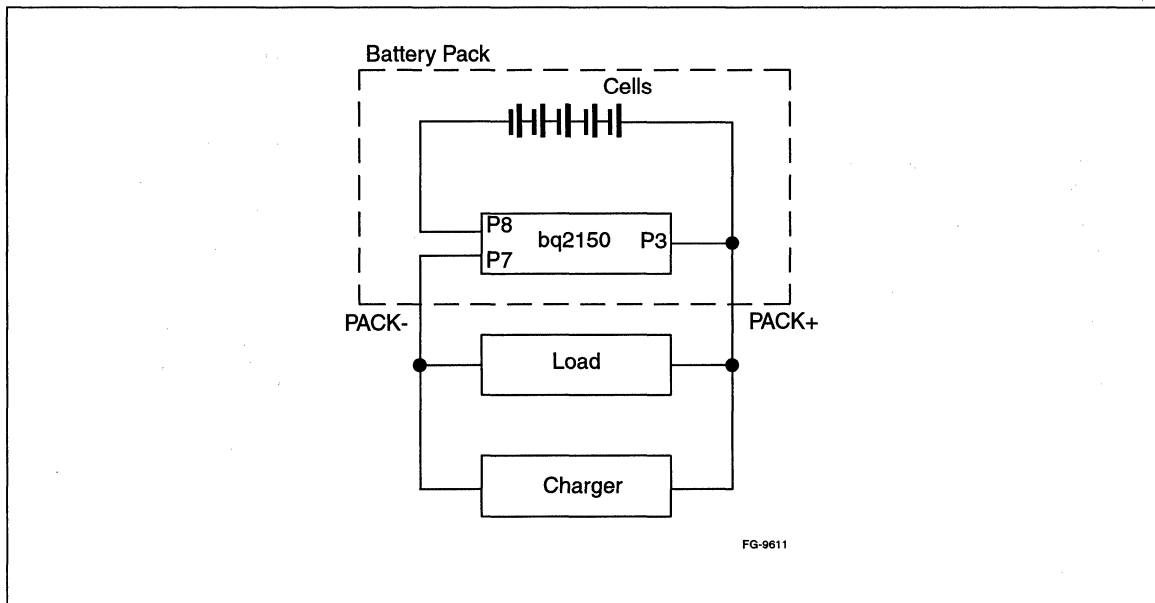 Battery Pack
Cells
P8
bq2150
P3
P7
PACK-
PACK+
Load
Charger
FG-9611